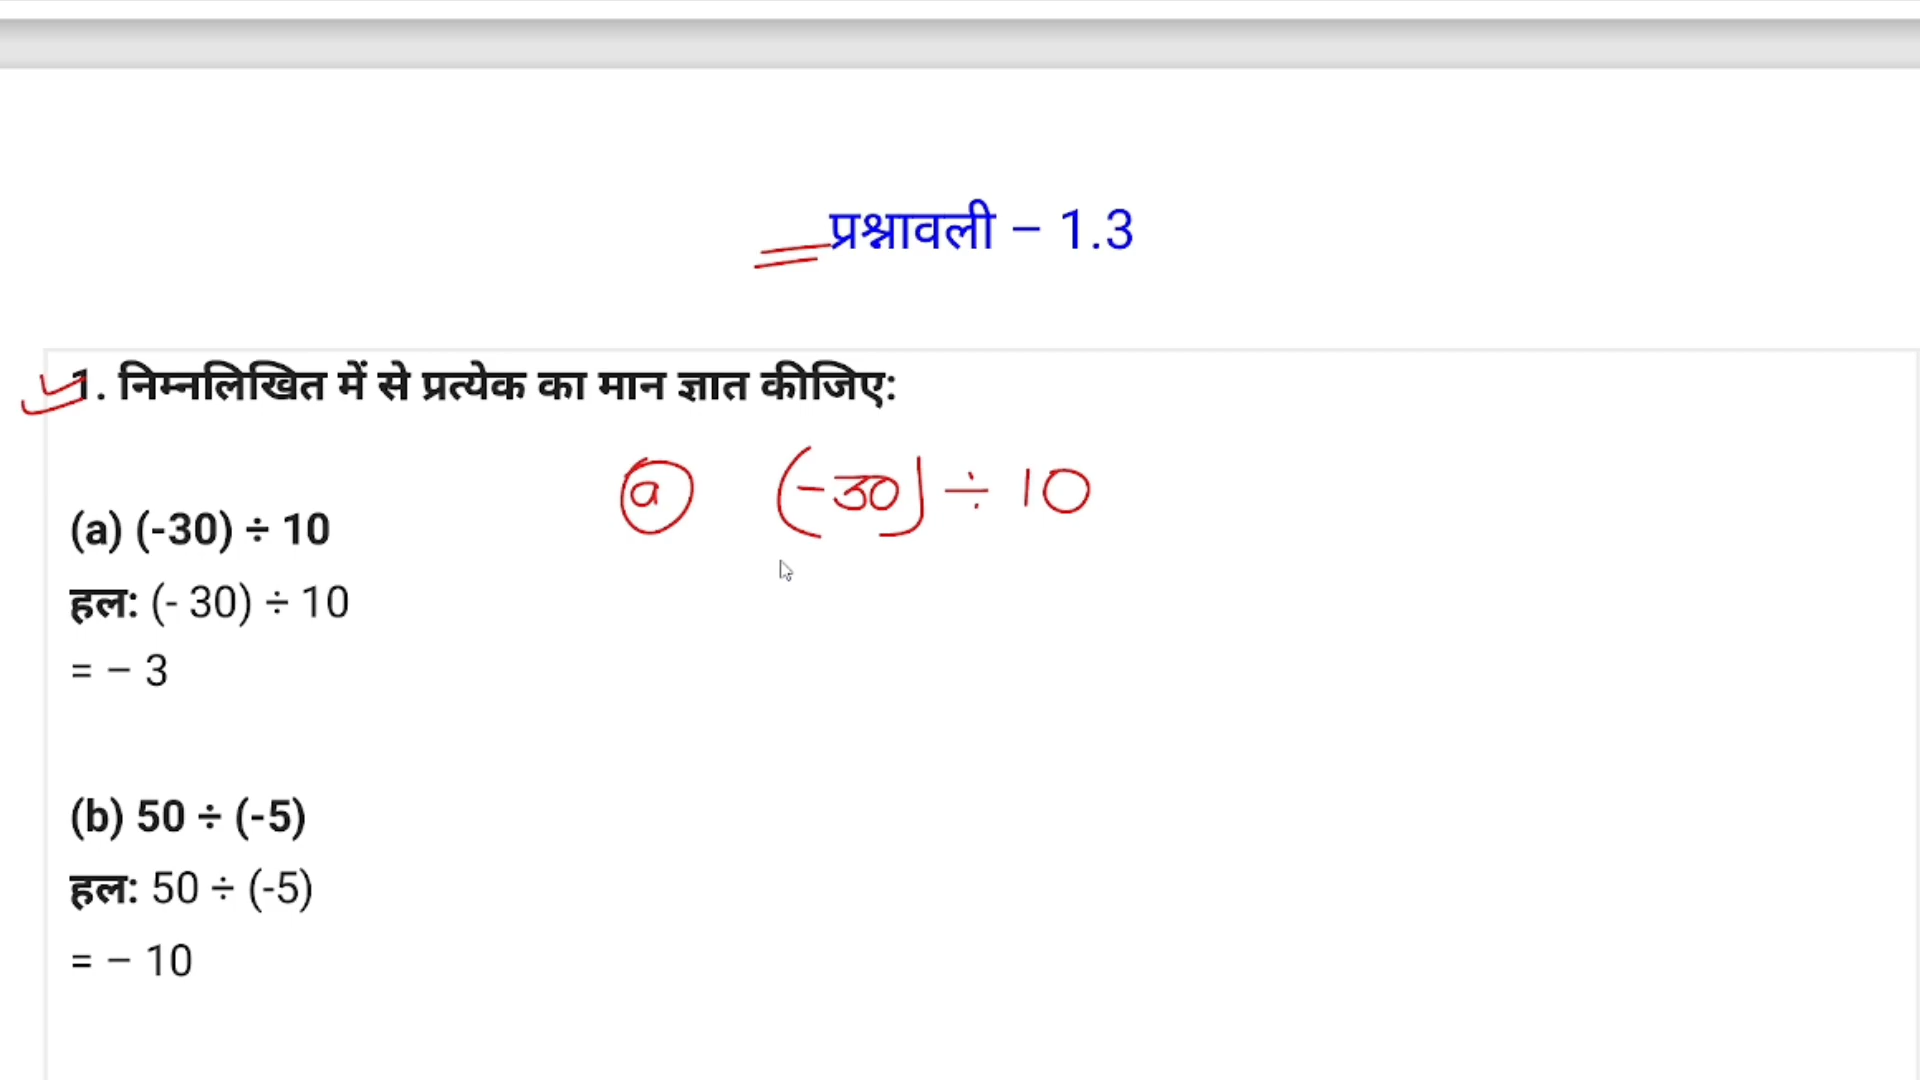 प्रश्नावली – 1.3
1. निम्नलिखित में से प्रत्येक का मान ज्ञात कीजिए:
(a) (-30) ÷ 10
हल: (- 30) ÷ 10
= – 3
(b) 50 ÷ (-5)
हल: 50 ÷ (-5)
= – 10
a (-30) ÷ 10